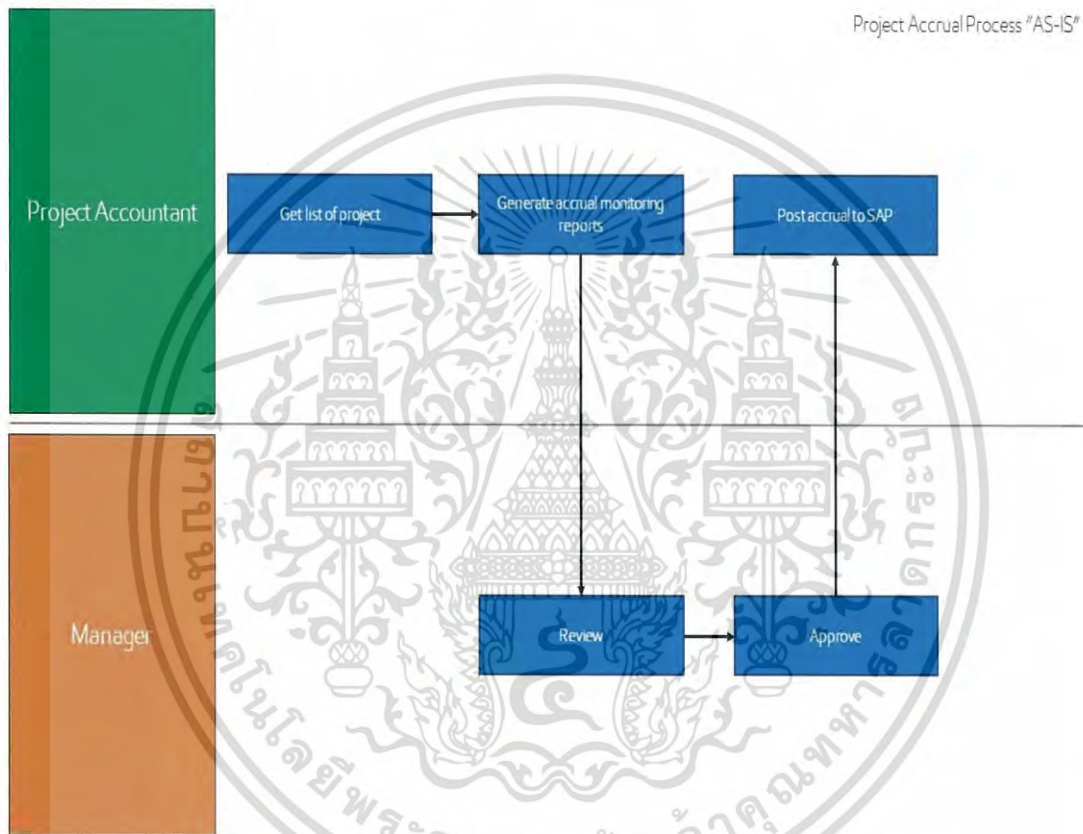 Project Accrual Process "AS-IS"
Project Accountant
Get list of project
Generate accrual monitoring
reports
Post accrual to SAP
Manager
Review
Approve